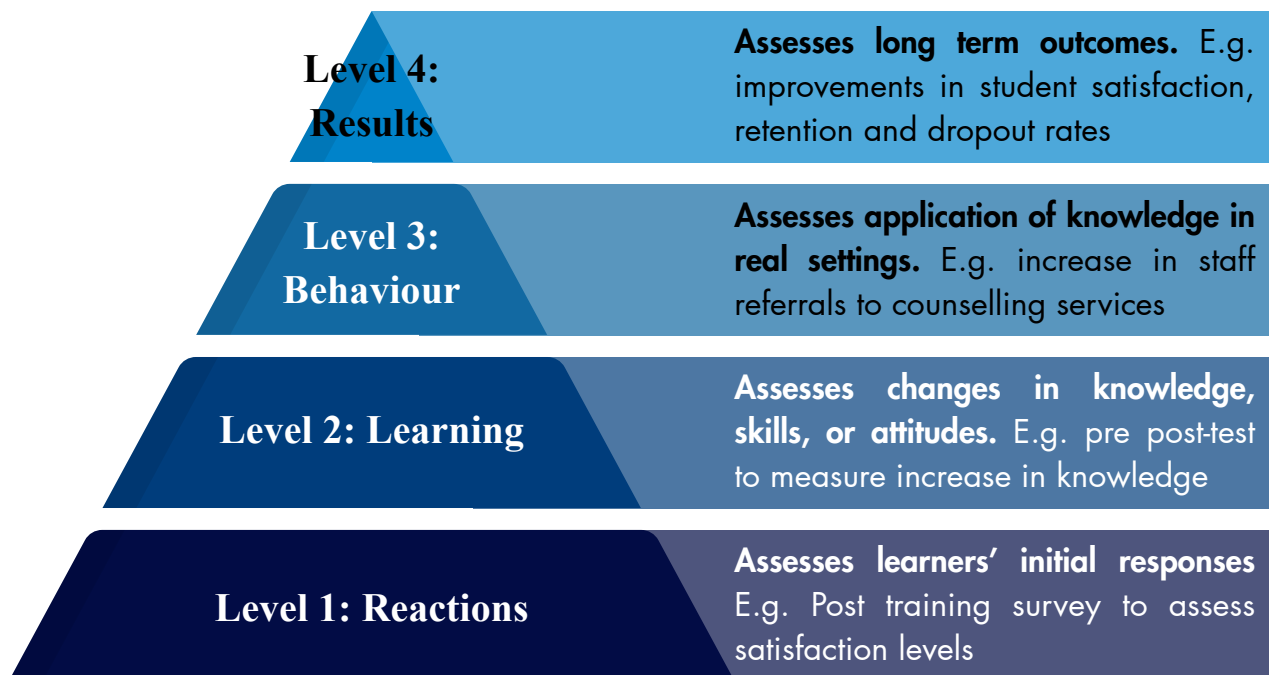 Level 4:
Results
Assesses long term outcomes. E.g.
improvements in student satisfaction,
retention and dropout rates
Level 3:
Behaviour
Assesses application of knowledge in
real settings. E.g. increase in staff
referrals to counselling services
Level 2: Learning
Assesses changes in knowledge,
skills, or attitudes. E.g. pre post-test
to measure increase in knowledge
Level 1: Reactions
Assesses learners’ initial responses
E.g. Post training survey to assess
satisfaction levels